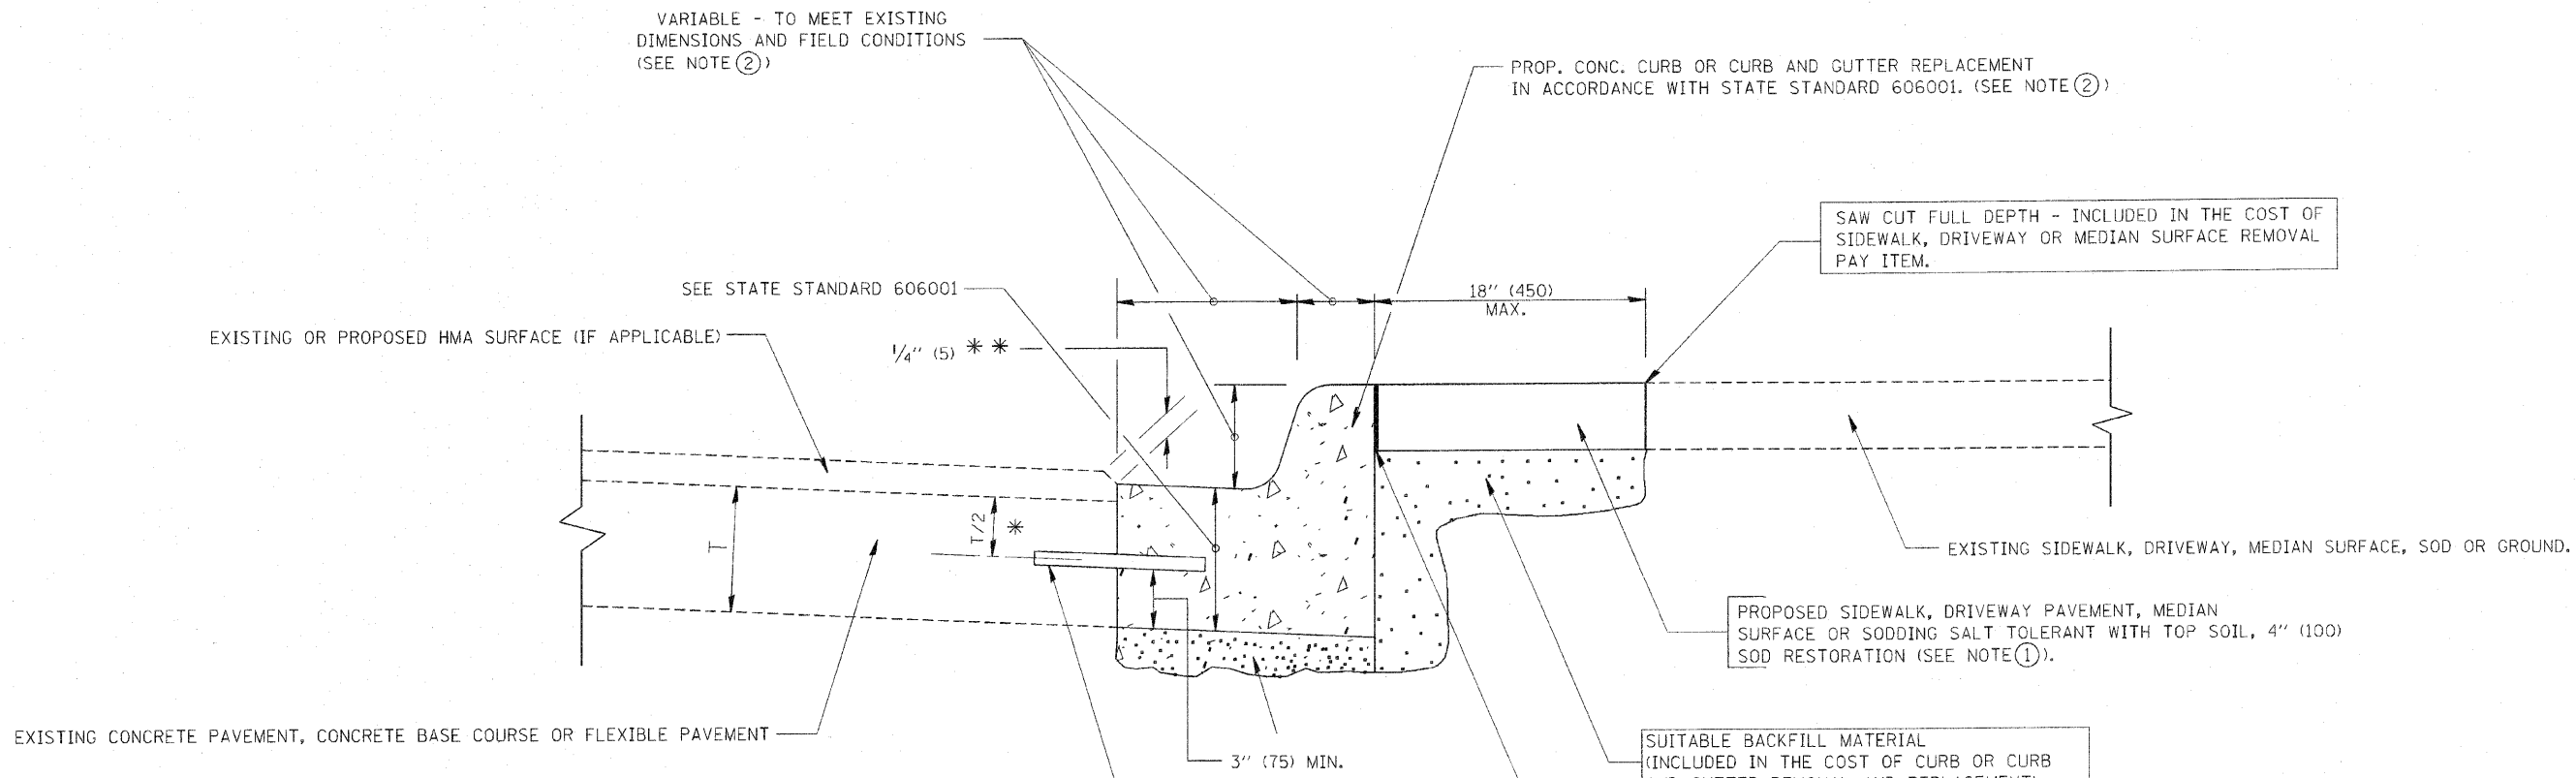 VARIABLE - TO MEET EXISTING
DIMENSIONS AND FIELD CONDITIONS
(SEE NOTE ②)
PROP. CONC. CURB OR CURB AND GUTTER REPLACEMENT
IN ACCORDANCE WITH STATE STANDARD 606001. (SEE NOTE ②)
SAW CUT FULL DEPTH - INCLUDED IN THE COST OF
SIDEWALK, DRIVEWAY OR MEDIAN SURFACE REMOVAL
PAY ITEM.
SEE STATE STANDARD 606001
18" (450)
MAX.
EXISTING OR PROPOSED HMA SURFACE (IF APPLICABLE)
1/4" (5) * *
T
T/2 *
EXISTING SIDEWALK, DRIVEWAY, MEDIAN SURFACE, SOD OR GROUND.
PROPOSED SIDEWALK, DRIVEWAY PAVEMENT, MEDIAN
SURFACE OR SODDING SALT TOLERANT WITH TOP SOIL, 4" (100)
SOD RESTORATION (SEE NOTE ①).
EXISTING CONCRETE PAVEMENT, CONCRETE BASE COURSE OR FLEXIBLE PAVEMENT
3" (75) MIN.
SUITABLE BACKFILL MATERIAL
(INCLUDED IN THE COST OF CURB OR CURB